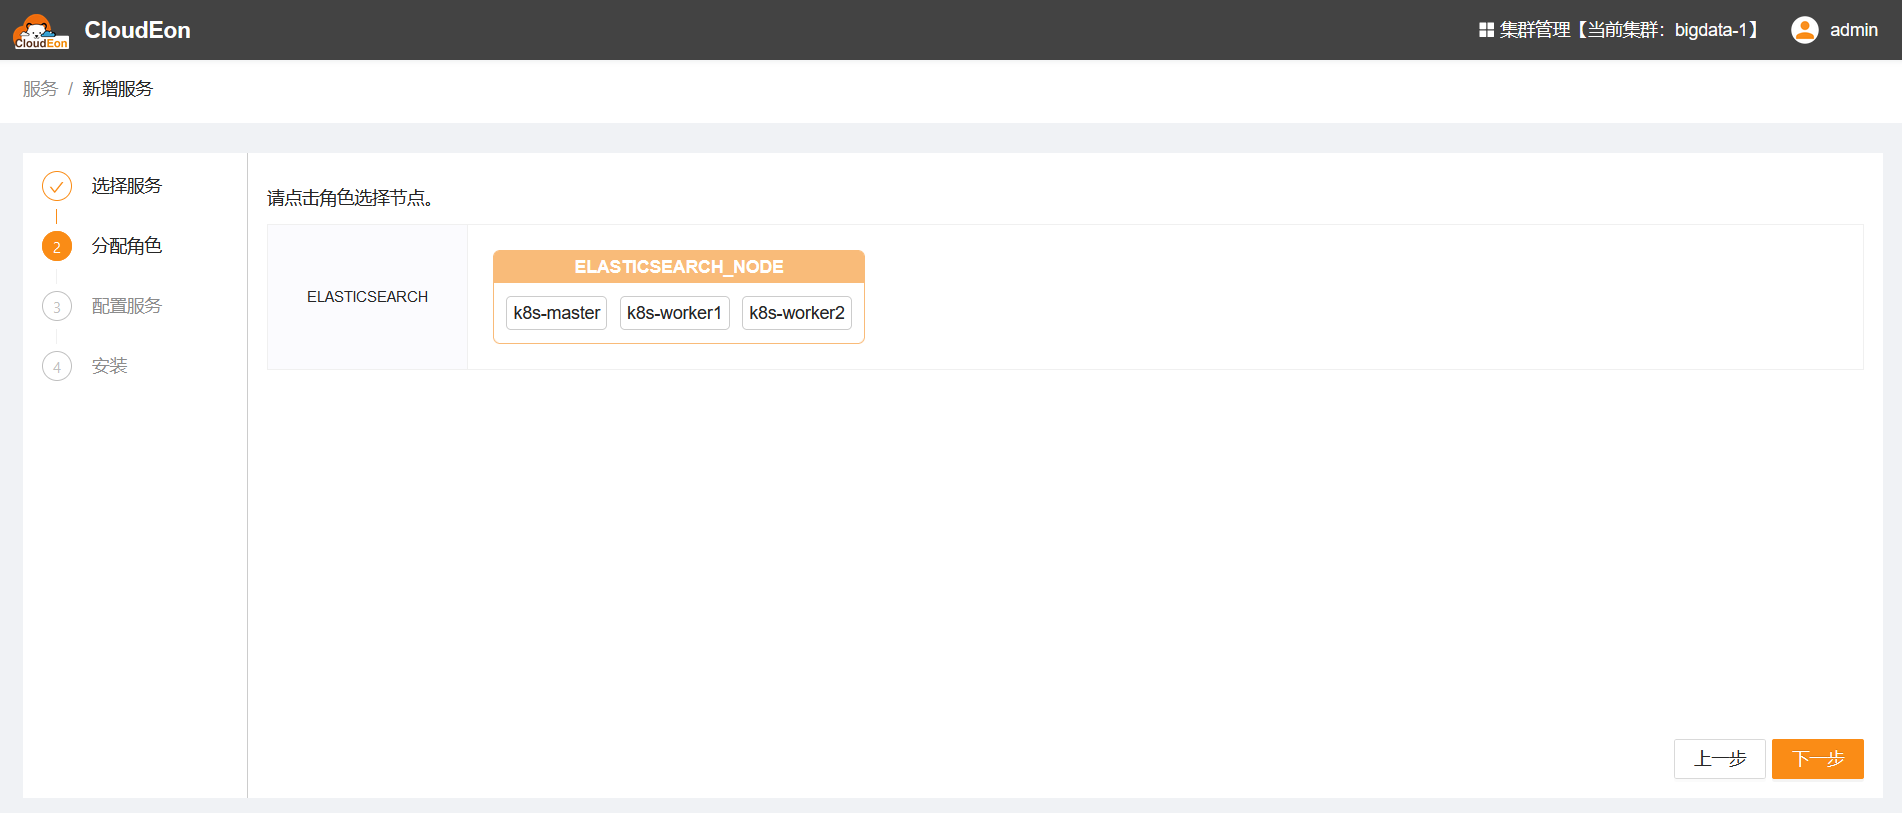 CloudEon
CloudEon
集群管理【当前集群：bigdata-1】
admin
服务 / 新增服务
选择服务
2 分配角色
3 配置服务
4 安装
请点击角色选择节点。
ELASTICSEARCH
ELASTICSEARCH_NODE
k8s-master k8s-worker1 k8s-worker2
上一步 下一步